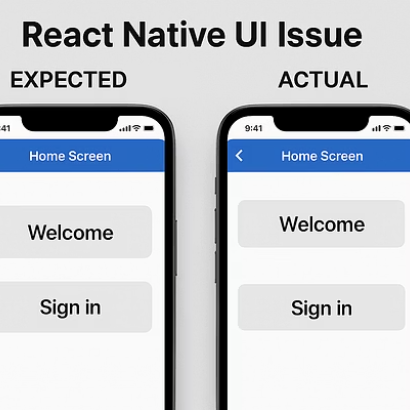 React Native UI Issue
EXPECTED
ACTUAL
:41
9:41
Home Screen
Home Screen
Welcome
Welcome
Sign in
Sign in